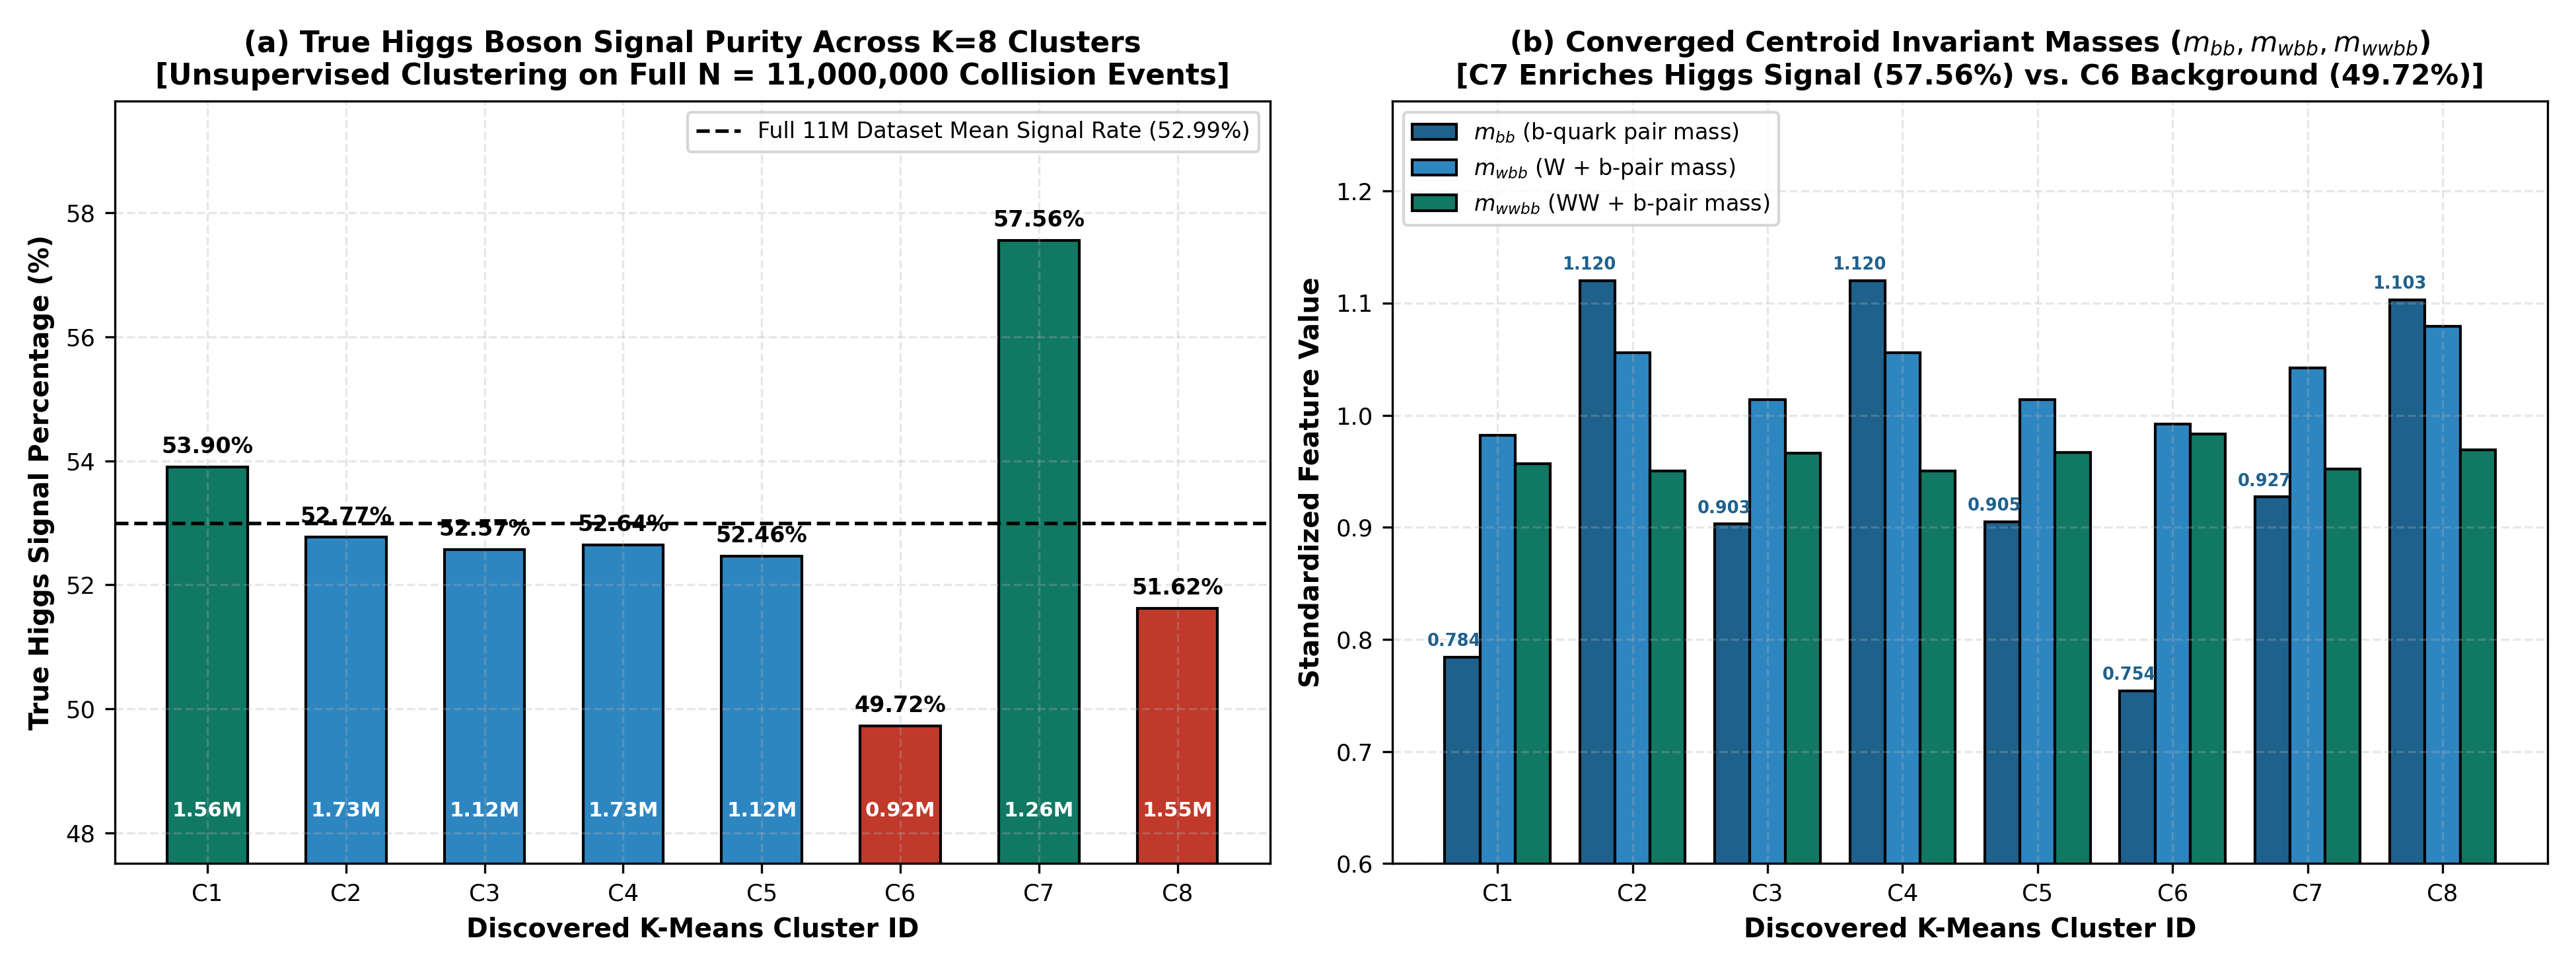 (a) True Higgs Boson Signal Purity Across K=8 Clusters
[Unsupervised Clustering on Full N = 11,000,000 Collision Events]
Full 11M Dataset Mean Signal Rate (52.99%)
True Higgs Signal Percentage (%)
58
56
54
52
50
48
53.90%
52.77%
52.57%
52.64%
52.46%
49.72%
57.56%
51.62%
1.56M
1.73M
1.12M
1.73M
1.12M
0.92M
1.26M
1.55M
C1
C2
C3
C4
C5
C6
C7
C8
Discovered K-Means Cluster ID
(b) Converged Centroid Invariant Masses (m_bb, m_wbb, m_wwbb)
[C7 Enriches Higgs Signal (57.56%) vs. C6 Background (49.72%)]
m_bb (b-quark pair mass)
m_wbb (W + b-pair mass)
m_wwbb (WW + b-pair mass)
Standardized Feature Value
1.2
1.1
1.0
0.9
0.8
0.7
0.6
0.784
1.120
0.903
1.120
0.905
0.754
0.927
1.103
C1
C2
C3
C4
C5
C6
C7
C8
Discovered K-Means Cluster ID